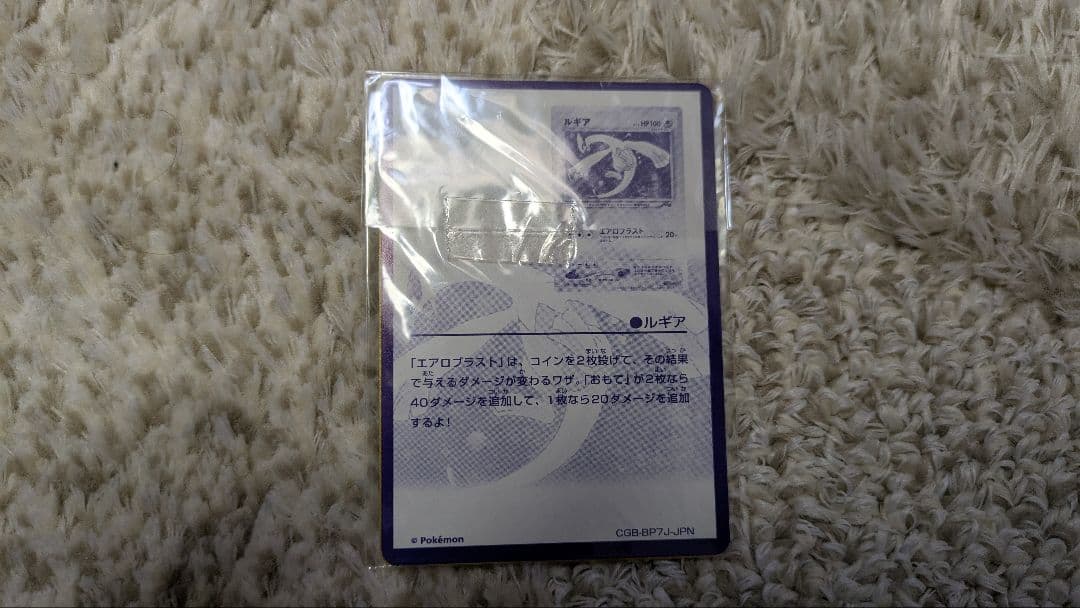 ルギア HP100
エアロブラスト 20+
●ルギア
「エアロブラスト」は、コインを2枚投げて、その結果
で与えるダメージが変わるワザ。「おもて」が2枚なら
40ダメージを追加して、1枚なら20ダメージを追加
するよ!
© Pokémon
CGB-BP7J-JPN